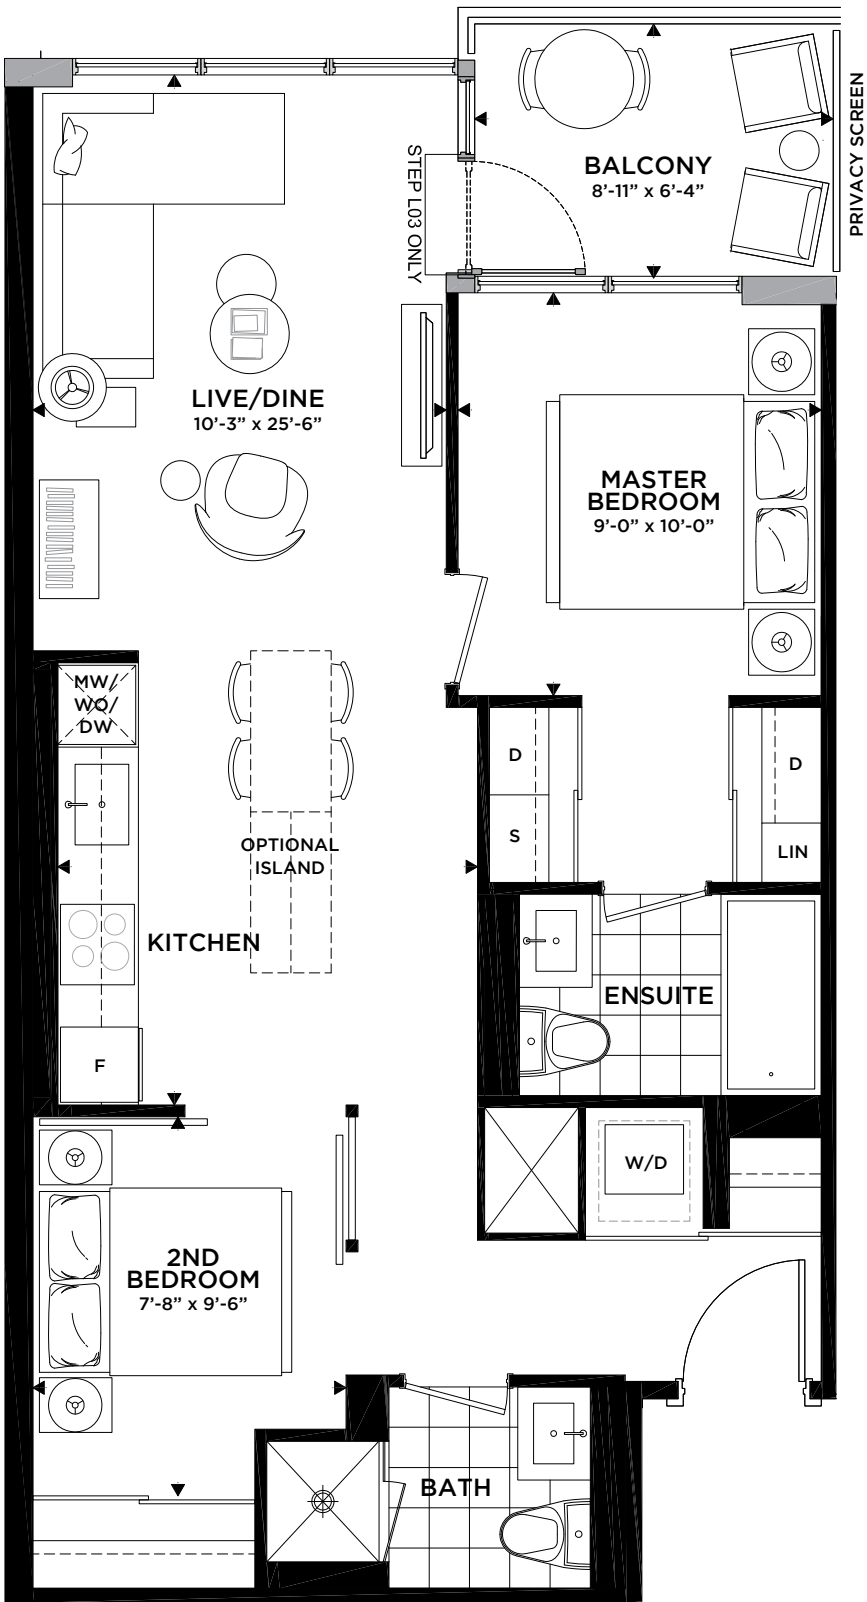 PRIVACY SCREEN
BALCONY
8'-11" x 6'-4"
STEP L03 ONLY
LIVE/DINE
10'-3" x 25'-6"
MASTER
BEDROOM
9'-0" x 10'-0"
MW/
WO/
DW
D
D
S
LIN
OPTIONAL
ISLAND
KITCHEN
ENSUITE
F
W/D
2ND
BEDROOM
7'-8" x 9'-6"
BATH